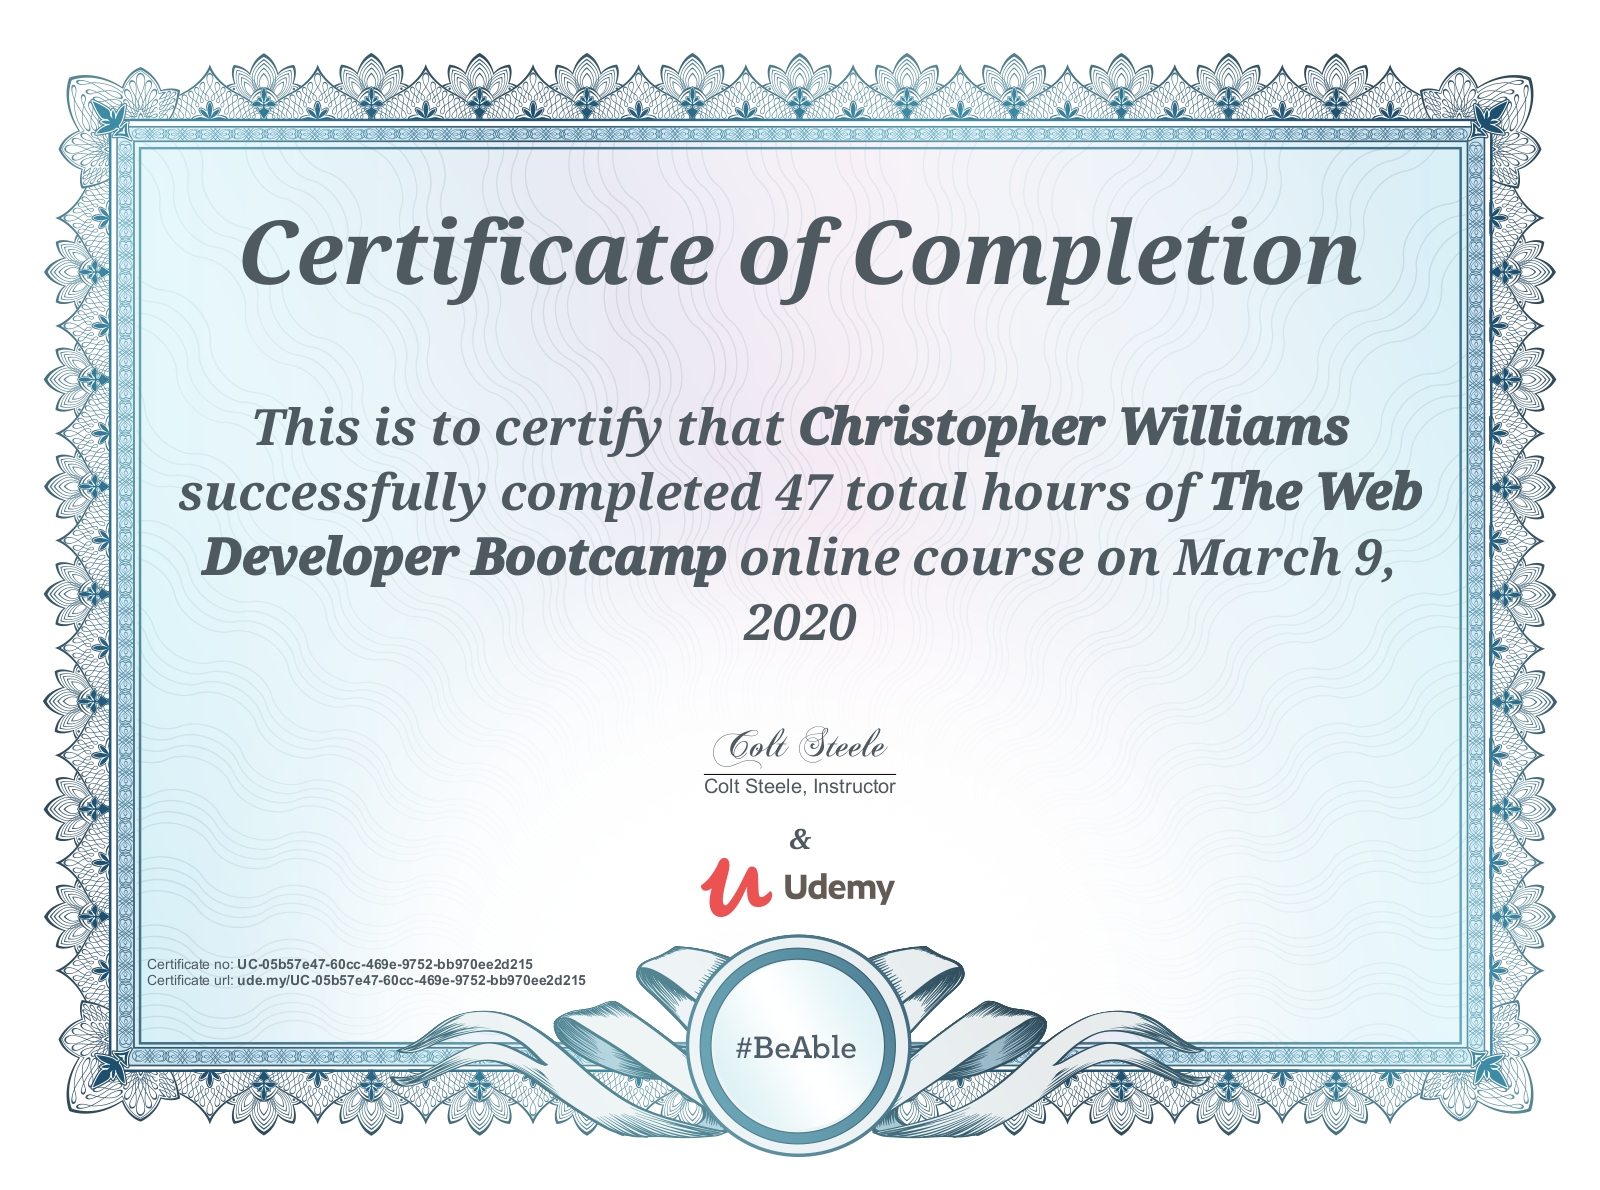 Certificate of Completion
This is to certify that Christopher Williams
successfully completed 47 total hours of The Web
Developer Bootcamp online course on March 9,
2020
Colt Steele
Colt Steele, Instructor
&
Udemy
Certificate no: UC-05b57e47-60cc-469e-9752-bb970ee2d215
Certificate url: ude.my/UC-05b57e47-60cc-469e-9752-bb970ee2d215
#BeAble